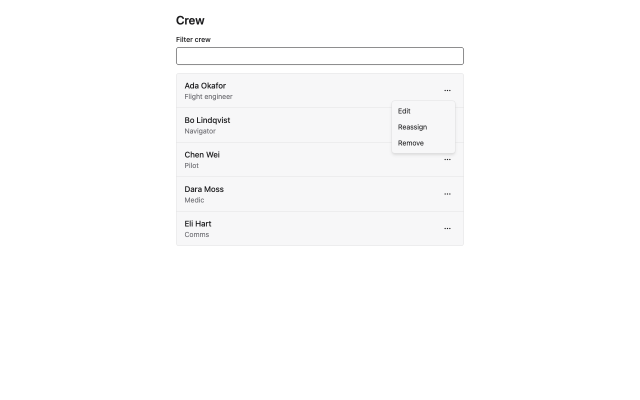 Crew
Filter crew
Ada Okafor
Flight engineer
...
Edit
Reassign
Remove
Bo Lindqvist
Navigator
Chen Wei
Pilot
...
Dara Moss
Medic
...
Eli Hart
Comms
...